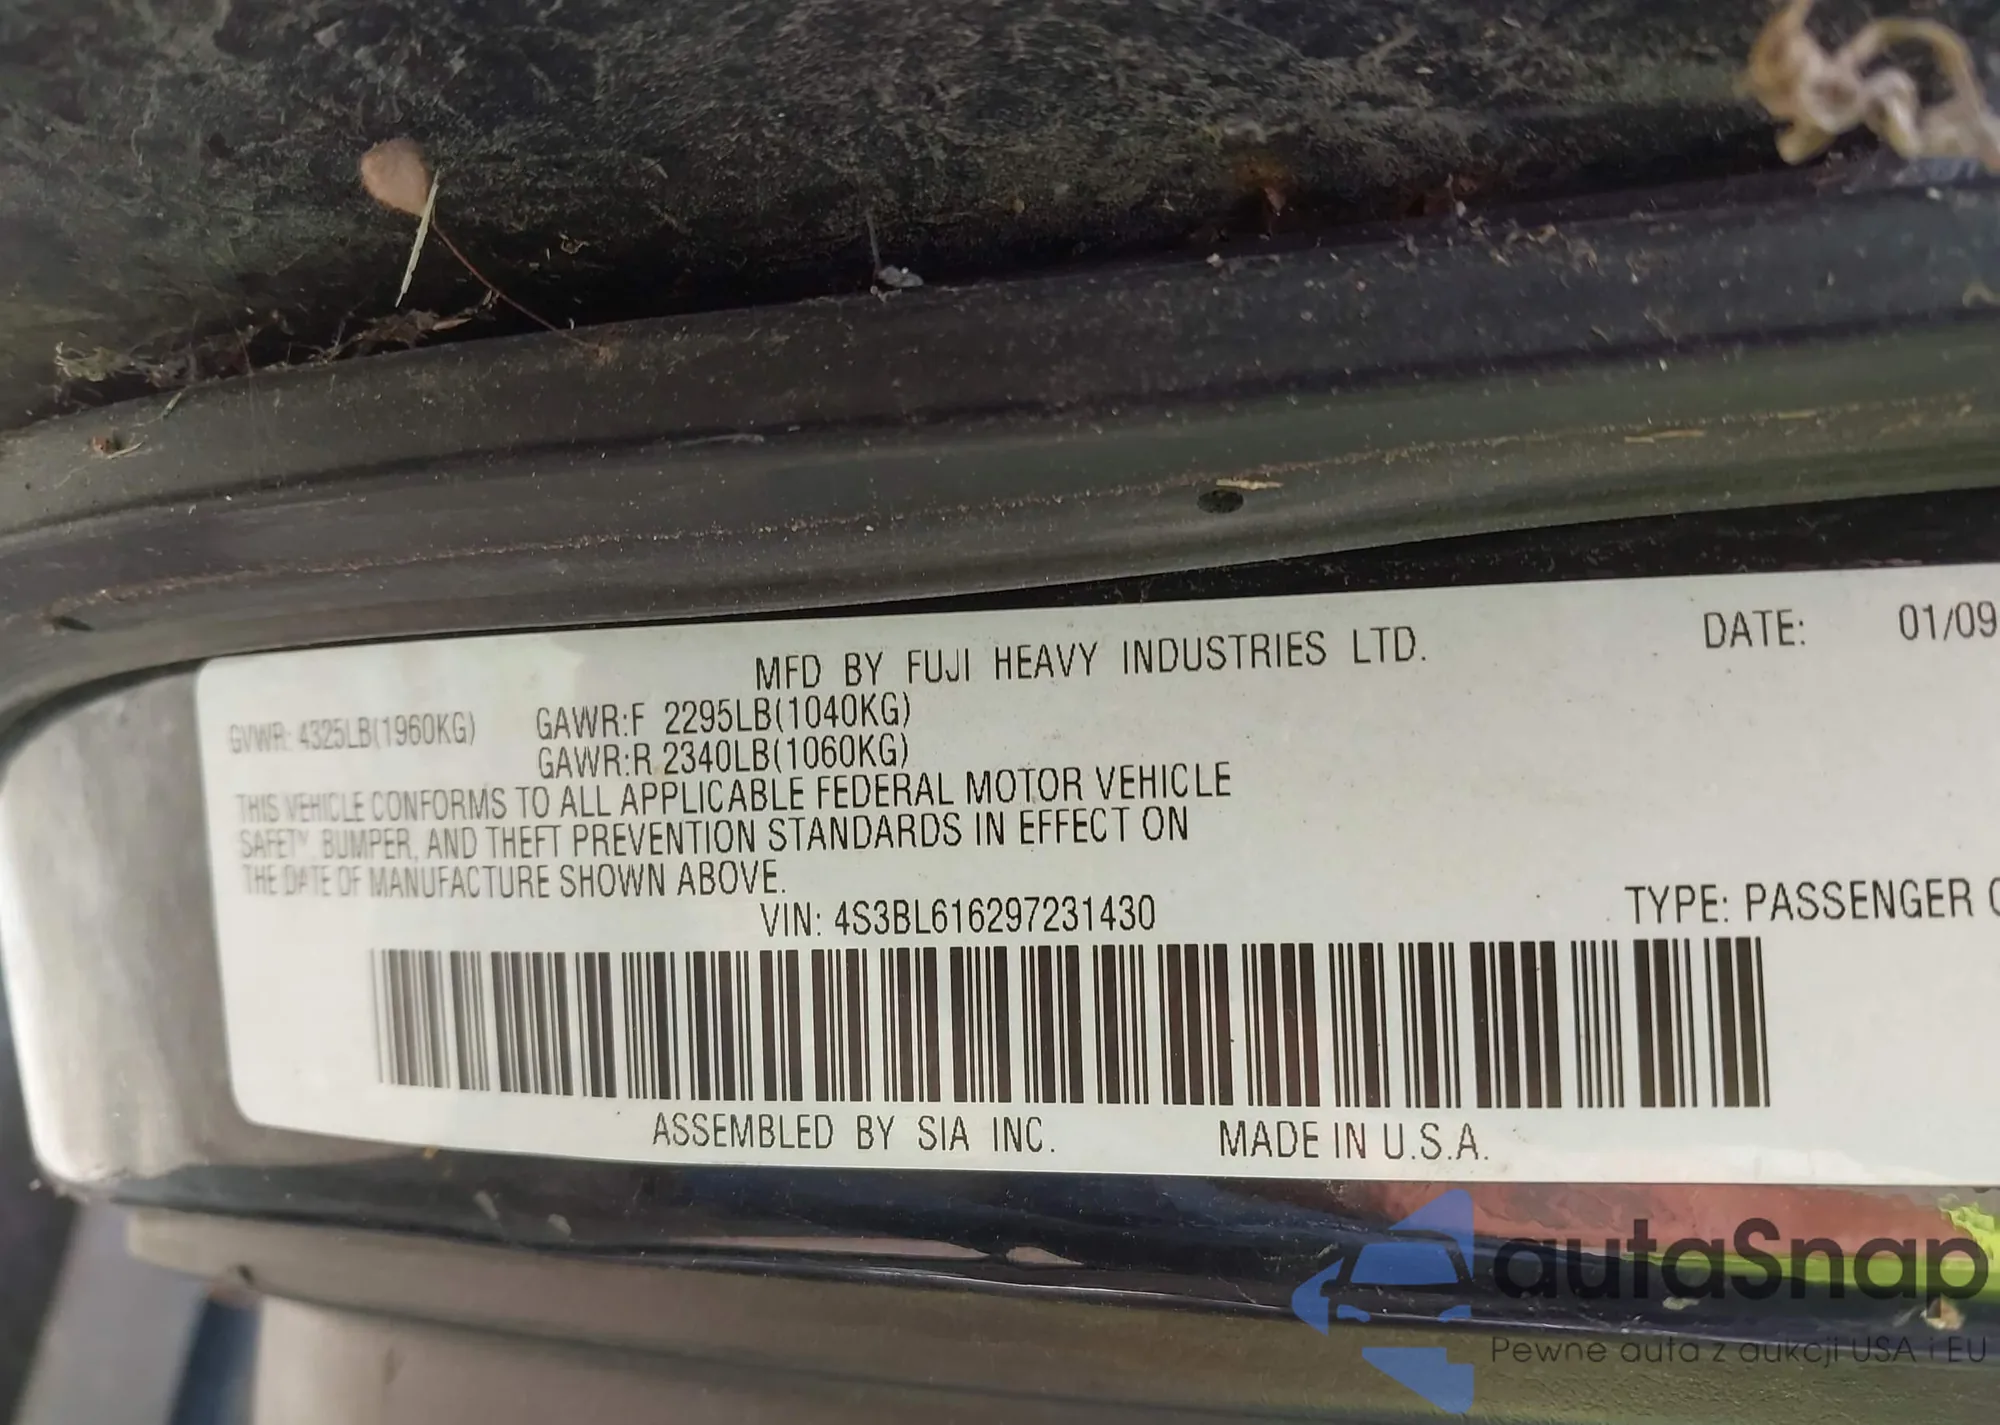 MFD BY FUJI HEAVY INDUSTRIES LTD. DATE: 01/09
GVWR: 4325LB(1960KG) GAWR:F 2295LB(1040KG)
GAWR:R 2340LB(1060KG)
THIS VEHICLE CONFORMS TO ALL APPLICABLE FEDERAL MOTOR VEHICLE
SAFETY, BUMPER, AND THEFT PREVENTION STANDARDS IN EFFECT ON
THE DATE OF MANUFACTURE SHOWN ABOVE.
VIN: 4S3BL616297231430 TYPE: PASSENGER
ASSEMBLED BY SIA INC. MADE IN U.S.A.
autaSnap
Pewne auta z aukcji USA i EU